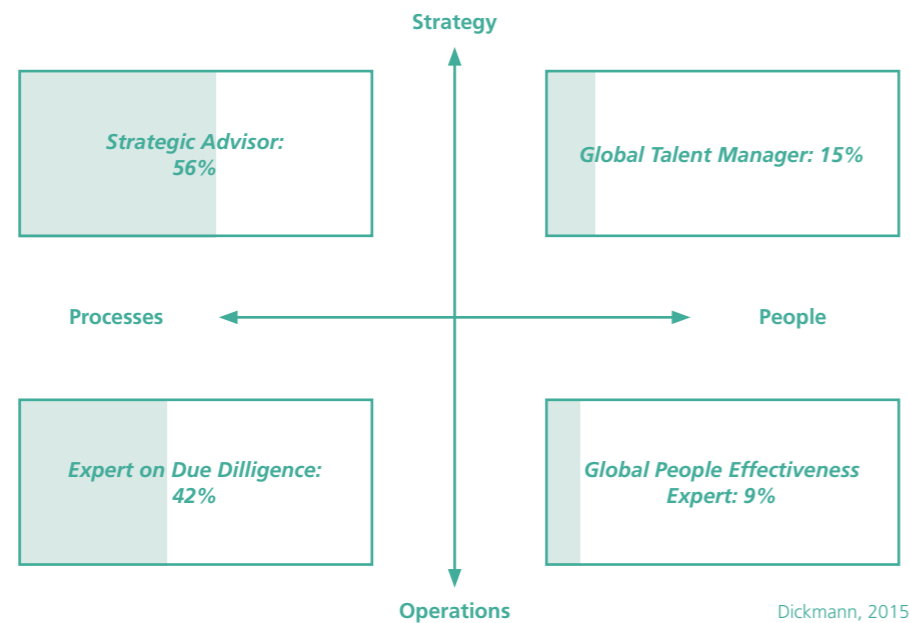 Strategy
Strategic Advisor:
56%
Global Talent Manager: 15%
Processes
People
Expert on Due Dilligence:
42%
Global People Effectiveness
Expert: 9%
Operations
Dickmann, 2015